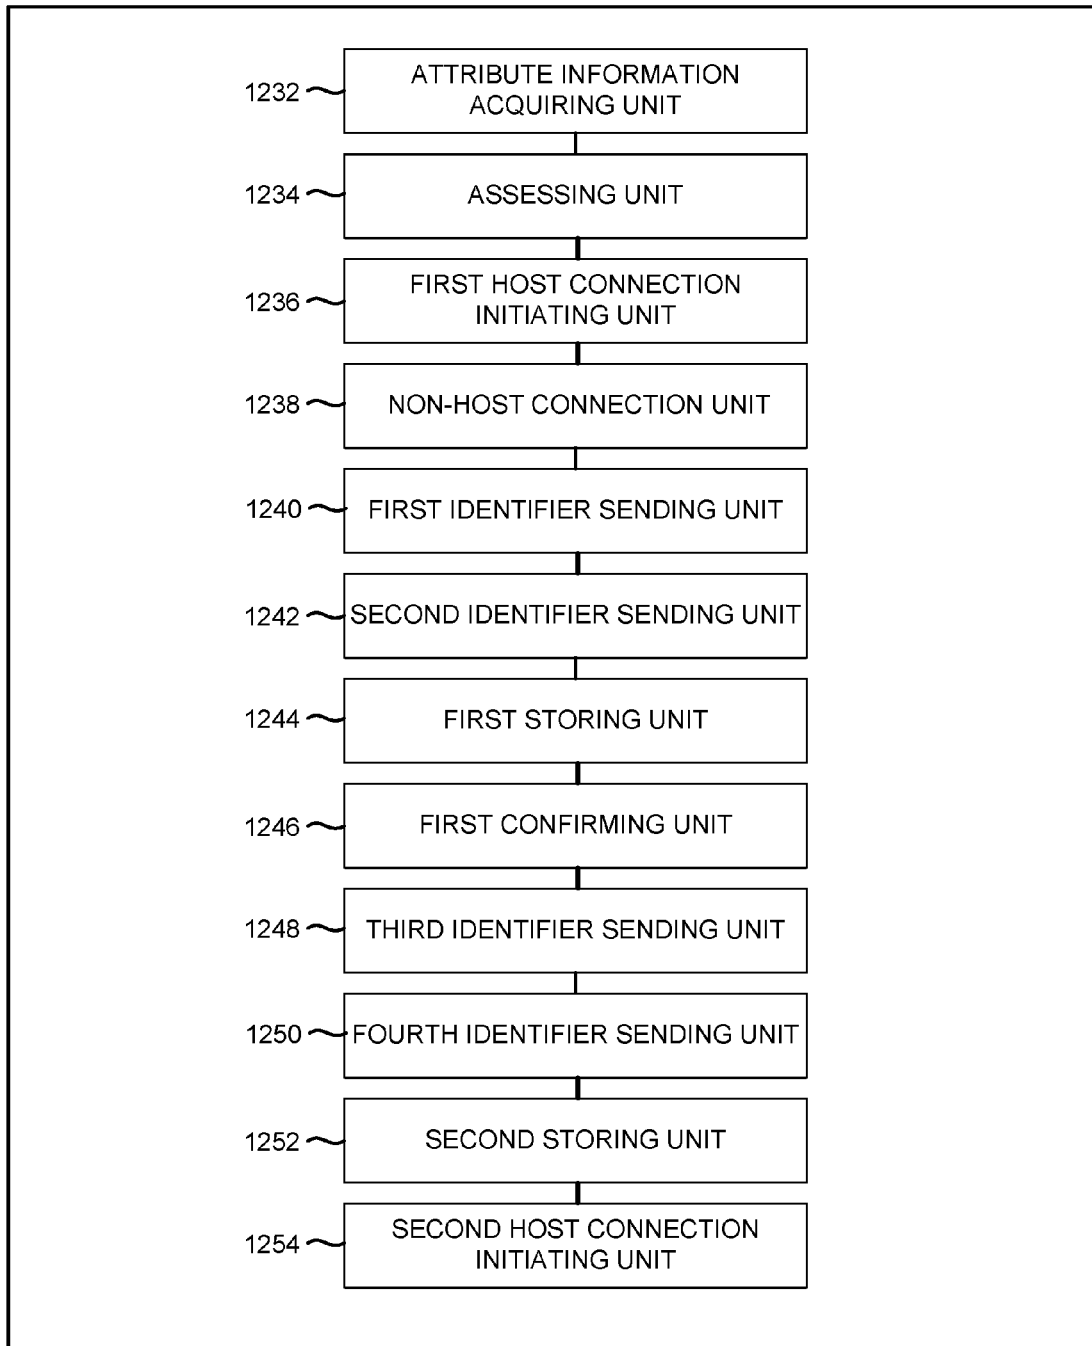 1232
ATTRIBUTE INFORMATION
ACQUIRING UNIT
1234
ASSESSING UNIT
1236
FIRST HOST CONNECTION
INITIATING UNIT
1238
NON-HOST CONNECTION UNIT
1240
FIRST IDENTIFIER SENDING UNIT
1242
SECOND IDENTIFIER SENDING UNIT
1244
FIRST STORING UNIT
1246
FIRST CONFIRMING UNIT
1248
THIRD IDENTIFIER SENDING UNIT
1250
FOURTH IDENTIFIER SENDING UNIT
1252
SECOND STORING UNIT
1254
SECOND HOST CONNECTION
INITIATING UNIT